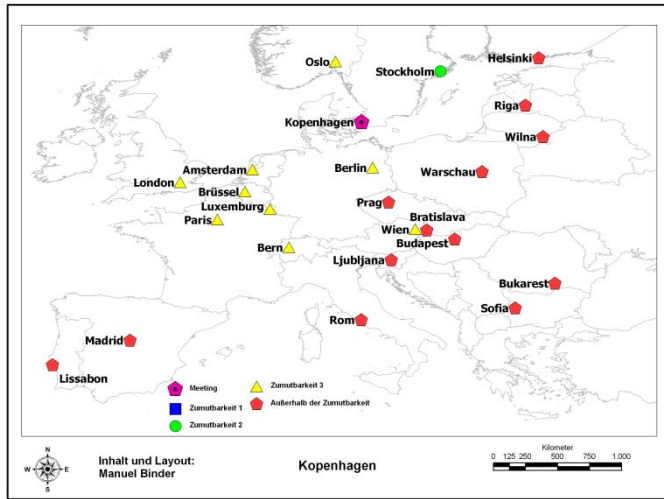 Oslo
Stockholm
Helsinki
Riga
Kopenhagen
Wilna
Amsterdam
Berlin
Warschau
London
Brüssel
Luxemburg
Prag
Paris
Bratislava
Wien
Budapest
Bern
Ljubljana
Bukarest
Sofia
Rom
Madrid
Lissabon
Meeting
Zumutbarkeit 1
Zumutbarkeit 2
Zumutbarkeit 3
Außerhalb der Zumutbarkeit
N
W
E
S
Inhalt und Layout:
Manuel Binder
Kopenhagen
Kilometer
0 125 250 500 750 1.000